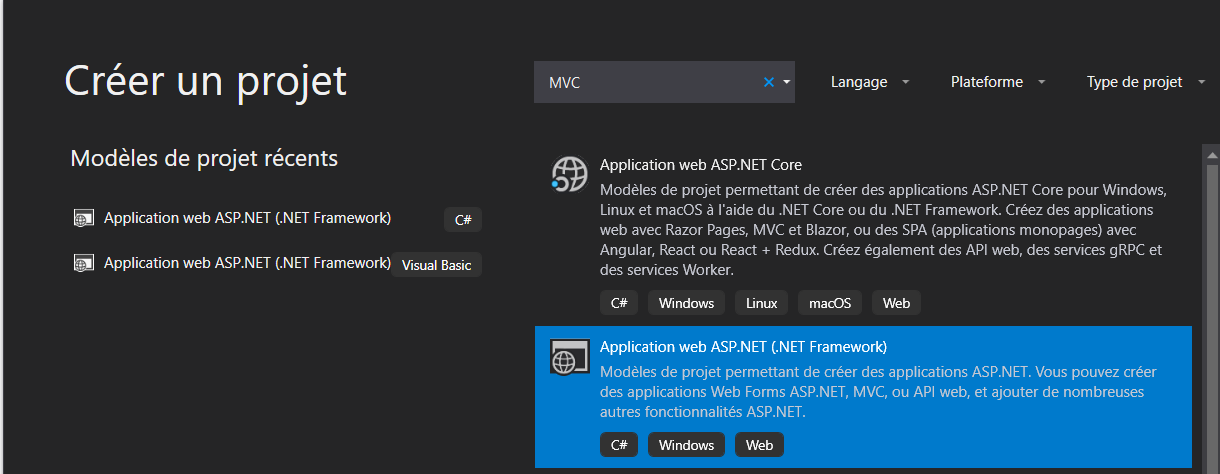 Créer un projet
MVC
Langage
Plateforme
Type de projet
Modèles de projet récents
Application web ASP.NET (.NET Framework)
C#
Application web ASP.NET (.NET Framework)
Visual Basic
Application web ASP.NET Core
Modèles de projet permettant de créer des applications ASP.NET Core pour Windows,
Linux et macOS à l'aide du .NET Core ou du .NET Framework. Créez des applications
web avec Razor Pages, MVC et Blazor, ou des SPA (applications monopages) avec
Angular, React ou React + Redux. Créez également des API web, des services gRPC et
des services Worker.
C#
Windows
Linux
macOS
Web
Application web ASP.NET (.NET Framework)
Modèles de projet permettant de créer des applications ASP.NET. Vous pouvez créer
des applications Web Forms ASP.NET, MVC, ou API web, et ajouter de nombreuses
autres fonctionnalités ASP.NET.
C#
Windows
Web